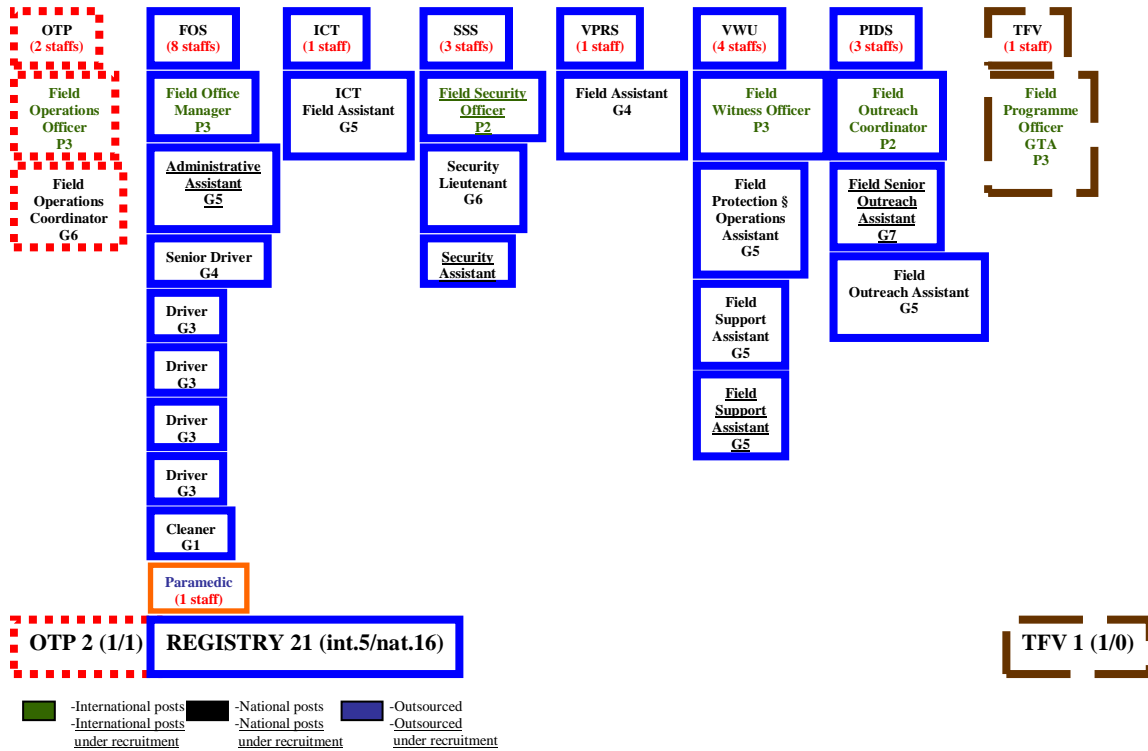 OTP
(2 staffs)
Field
Operations
Officer
P3
Field
Operations
Coordinator
G6
FOS
(8 staffs)
Field Office
Manager
P3
Administrative
Assistant
G5
Senior Driver
G4
Driver
G3
Driver
G3
Driver
G3
Driver
G3
Cleaner
G1
Paramedic
(1 staff)
ICT
(1 staff)
ICT
Field Assistant
G5
SSS
(3 staffs)
Field Security
Officer
P2
Security
Lieutenant
G6
Security
Assistant
VPRS
(1 staff)
Field Assistant
G4
VWU
(4 staffs)
Field
Witness Officer
P3
Field
Protection §
Operations
Assistant
G5
Field
Support
Assistant
G5
Field
Support
Assistant
G5
PIDS
(3 staffs)
Field
Outreach
Coordinator
P2
Field Senior
Outreach
Assistant
G7
Field
Outreach Assistant
G5
TFV
(1 staff)
Field
Programme
Officer
GTA
P3
OTP 2 (1/1)
REGISTRY 21 (int.5/nat.16)
TFV 1 (1/0)
-International posts
-International posts
under recruitment
-National posts
-National posts
under recruitment
-Outsourced
-Outsourced
under recruitment